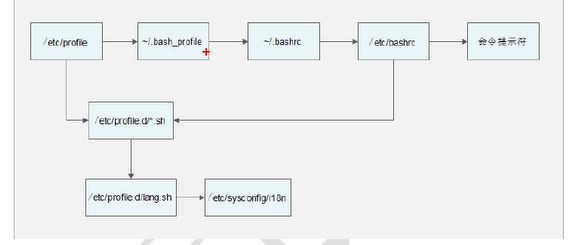 /etc/profile
~/.bash_profile
~/.bashrc
/etc/bashrc
命令提示符
/etc/profile.d/*.sh
/etc/profile.d/lang.sh
/etc/sysconfig/i18n